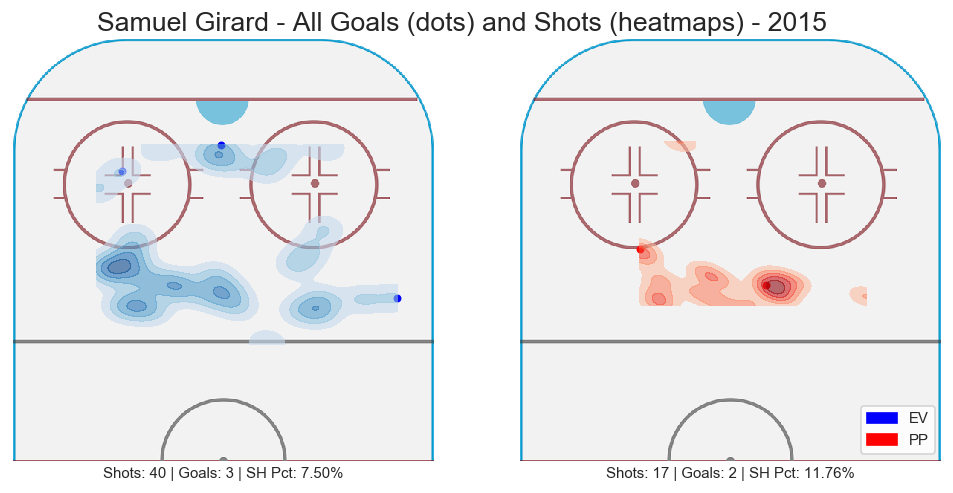 Samuel Girard - All Goals (dots) and Shots (heatmaps) - 2015
EV
PP
Shots: 40 | Goals: 3 | SH Pct: 7.50%
Shots: 17 | Goals: 2 | SH Pct: 11.76%